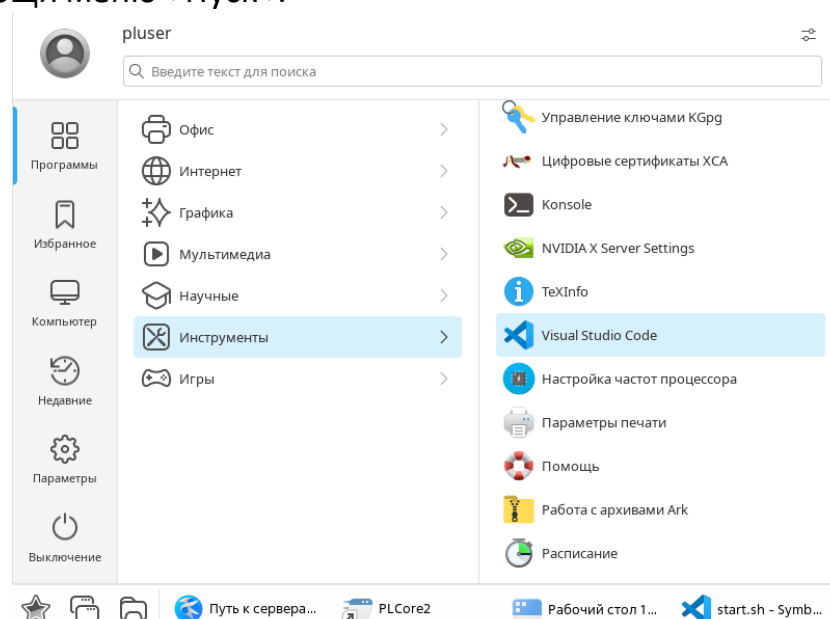 pluser
Введите текст для поиска
Программы
Избранное
Компьютер
Недавние
Параметры
Выключение
Офис
Интернет
Графика
Мультимедиа
Научные
Инструменты
Игры
Управление ключами KGpg
Цифровые сертификаты XCA
Konsole
NVIDIA X Server Settings
TeXInfo
Visual Studio Code
Настройка частот процессора
Параметры печати
Помощь
Работа с архивами Ark
Расписание
Путь к сервера...
PLCore2
Рабочий стол 1...
start.sh - Symb...